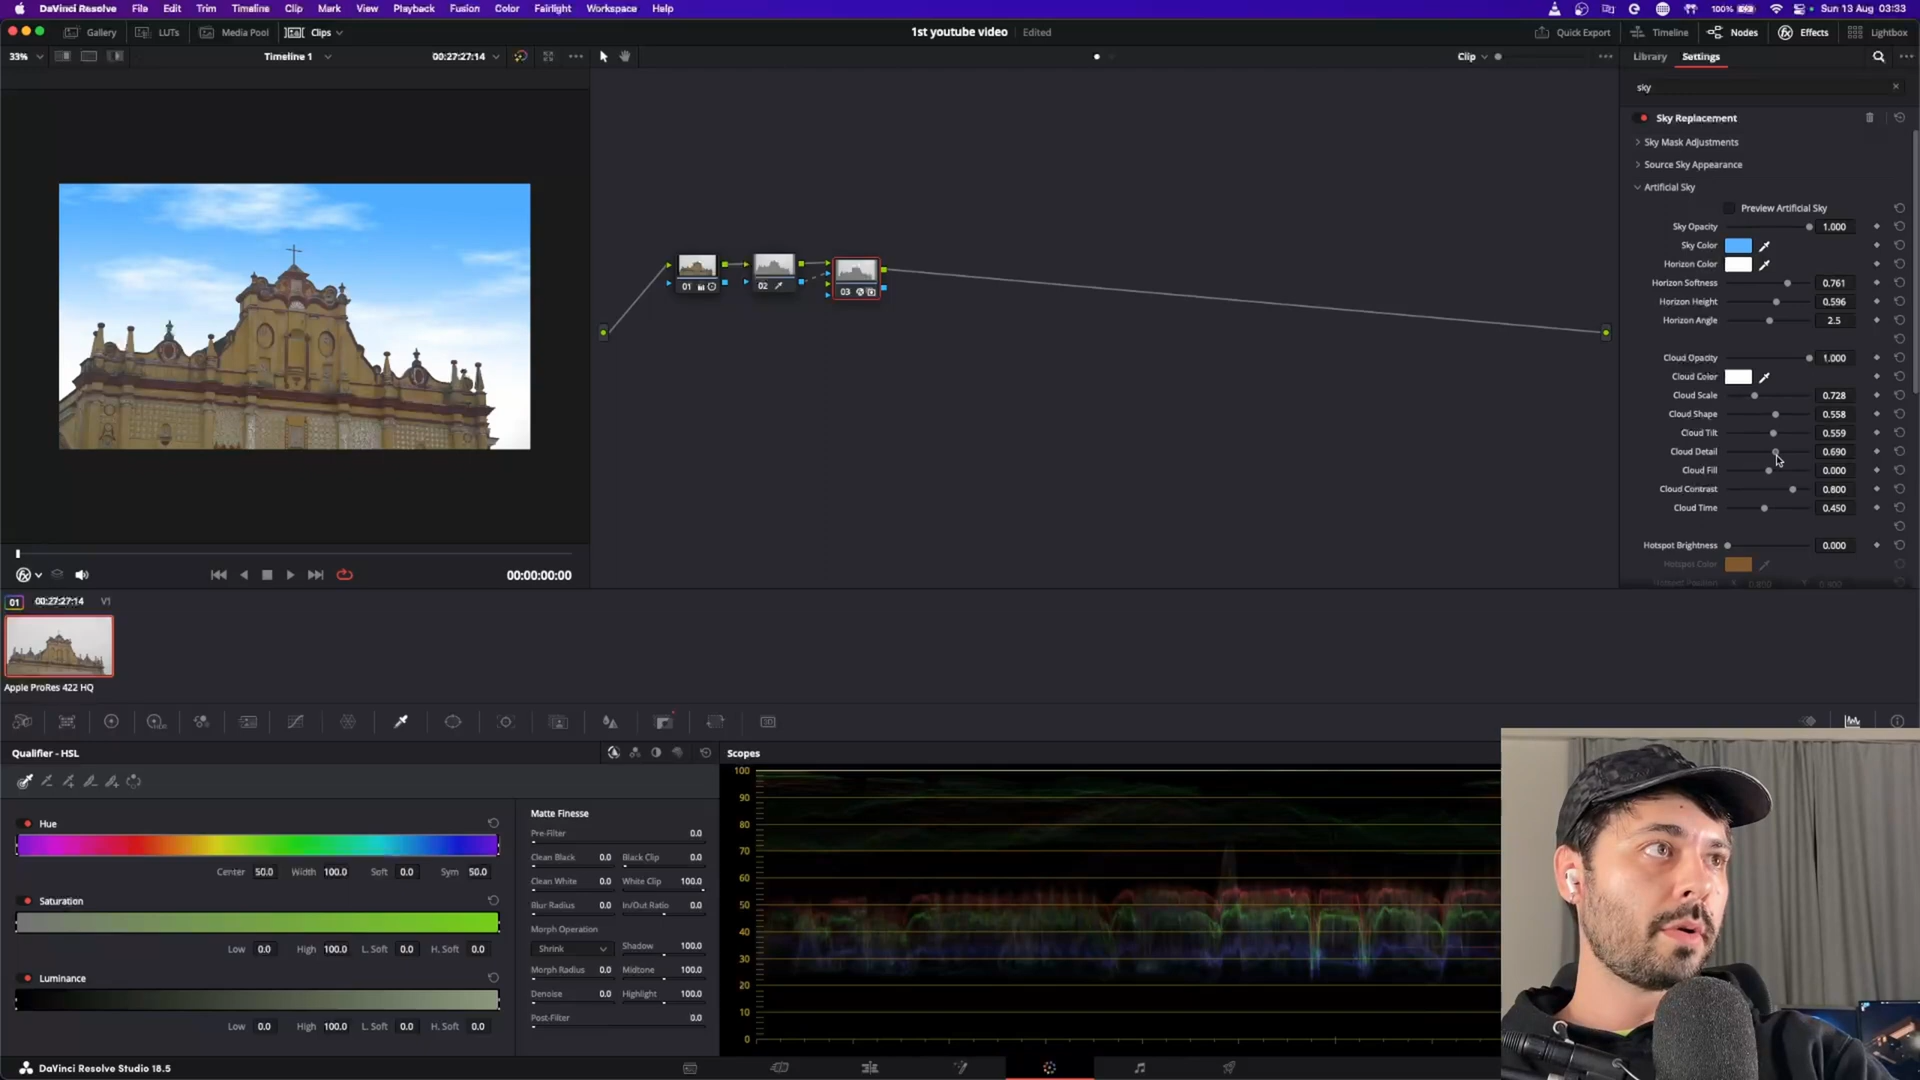 DaVinci Resolve File Edit Trim Timeline Clip Mark View Playback Fusion Color Fairlight Workspace Help 100% Sun 13 Aug 03:33
Gallery LUTs Media Pool Clips 1st youtube video Edited Quick Export Timeline Nodes Effects Lightbox
33% Timeline 1 00:27:27:14 Clip Library Settings
sky
Sky Replacement
Sky Mask Adjustments
Source Sky Appearance
Artificial Sky
Preview Artificial Sky
Sky Opacity 1.000
Sky Color
Horizon Color
Horizon Softness 0.761
Horizon Height 0.596
Horizon Angle 2.5
Cloud Opacity 1.000
Cloud Color
Cloud Scale 0.728
Cloud Shape 0.558
Cloud Tilt 0.559
Cloud Detail 0.690
Cloud Fill 0.000
Cloud Contrast 0.800
Cloud Time 0.450
Hotspot Brightness 0.000
Hotspot Color
01 02 03
00:00:00:00
01 00:27:27:14 V1
Apple ProRes 422 HQ
Qualifier - HSL
Hue
Center 50.0 Width 100.0 Soft 0.0 Sym 50.0
Saturation
Low 0.0 High 100.0 L. Soft 0.0 H. Soft 0.0
Luminance
Low 0.0 High 100.0 L. Soft 0.0 H. Soft 0.0
Matte Finesse
Pre-Filter 0.0
Clean Black 0.0 Black Clip 0.0
Clean White 0.0 White Clip 100.0
Blur Radius 0.0 In/Out Ratio 0.0
Morph Operation
Shrink Shadow 100.0
Morph Radius 0.0 Midtone 100.0
Denoise 0.0 Highlight 100.0
Post-Filter 0.0
Scopes
100
90
80
70
60
50
40
30
20
10
0
DaVinci Resolve Studio 18.5